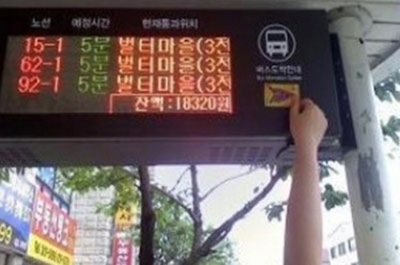 노선 예정시간 현재통과위치
15-1 5분 벌터마을(3전
62-1 5분 벌터마을(3전
92-1 5분 벌터마을(3전
잔액:18320원
버스도착안내